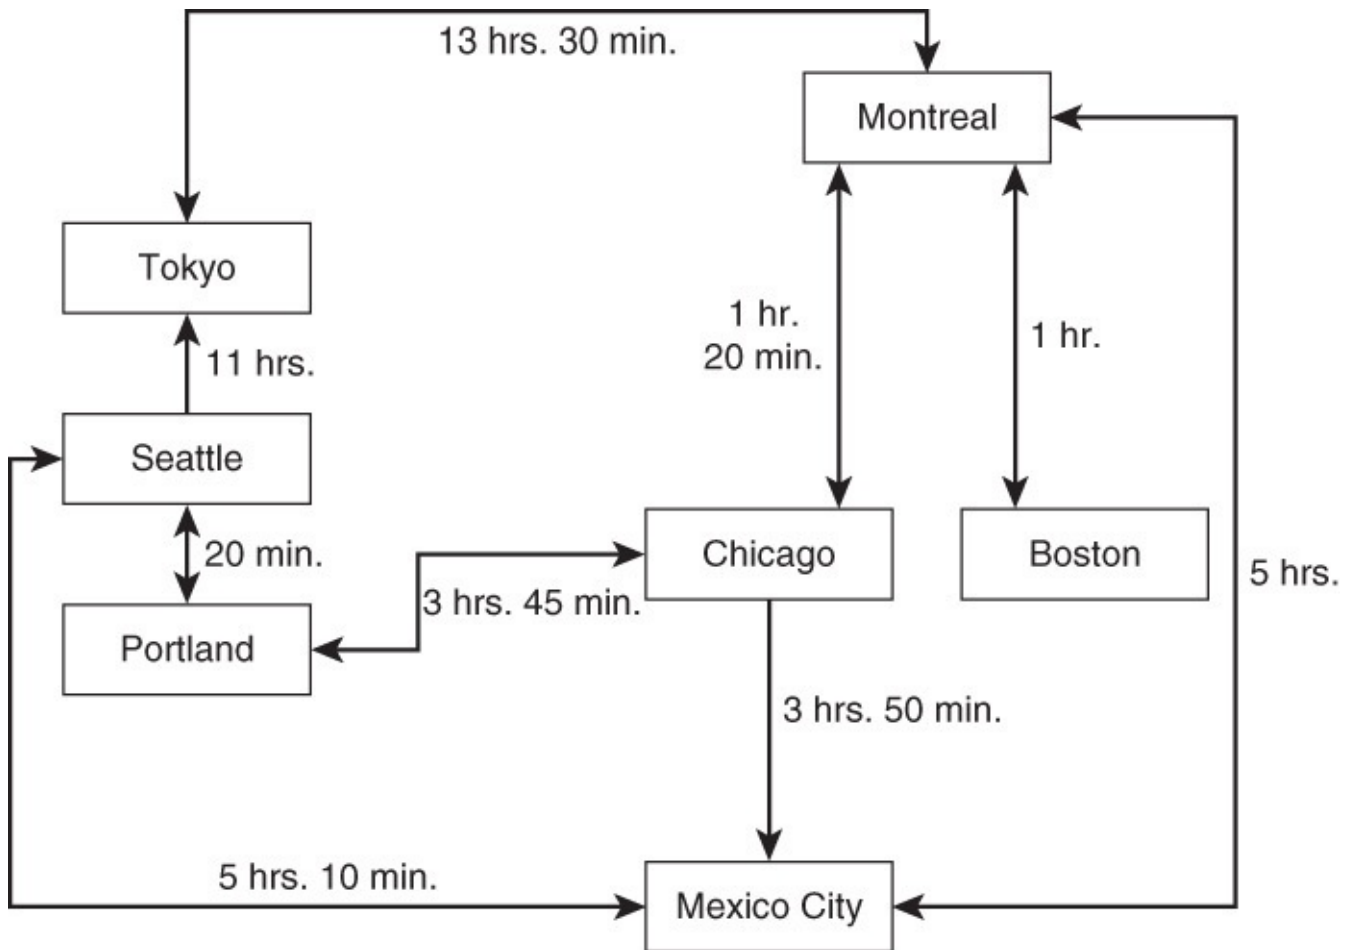 13 hrs. 30 min.
Montreal
Tokyo
1 hr.
20 min.
1 hr.
11 hrs.
Seattle
20 min.
Chicago
Boston
5 hrs.
3 hrs. 45 min.
Portland
3 hrs. 50 min.
5 hrs. 10 min.
Mexico City